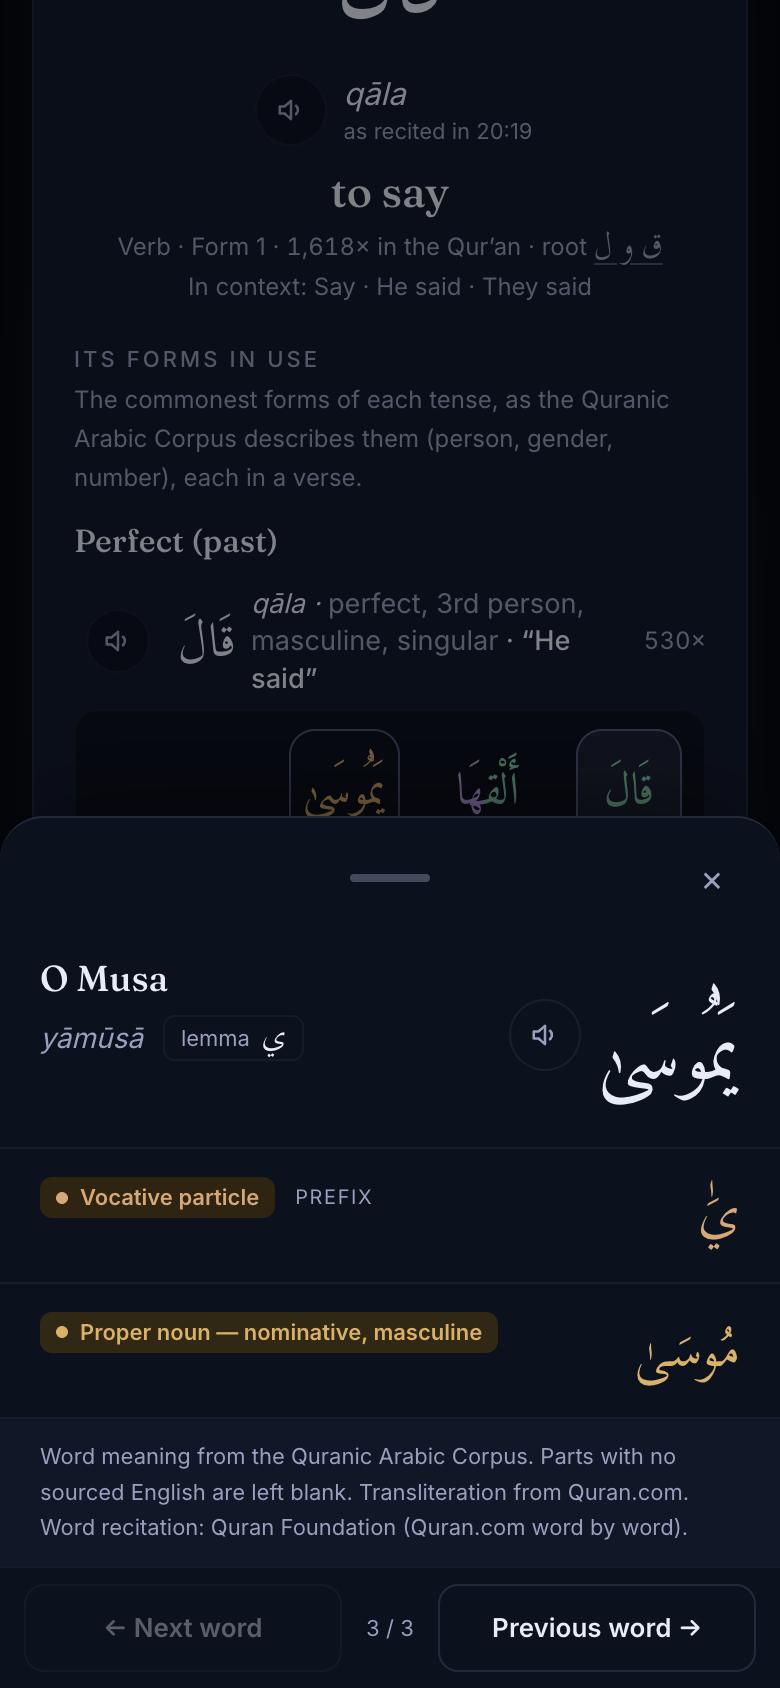 qāla
as recited in 20:19
to say
Verb · Form 1 · 1,618× in the Qur’an · root ق و ل
In context: Say · He said · They said
ITS FORMS IN USE
The commonest forms of each tense, as the Quranic
Arabic Corpus describes them (person, gender,
number), each in a verse.
Perfect (past)
قَالَ qāla · perfect, 3rd person,
masculine, singular · “He
said”
530×
قَالَ أَلْقِهَا يَٰمُوسَىٰ
×
O Musa
yāmūsā lemma ي
يَٰمُوسَىٰ
Vocative particle PREFIX يَٰ
Proper noun — nominative, masculine مُوسَىٰ
Word meaning from the Quranic Arabic Corpus. Parts with no
sourced English are left blank. Transliteration from Quran.com.
Word recitation: Quran Foundation (Quran.com word by word).
← Next word 3 / 3 Previous word →